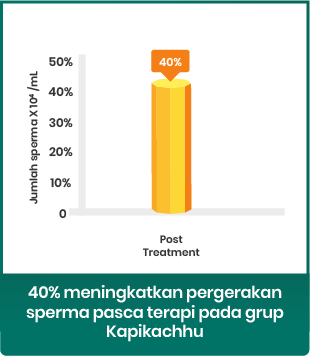 50%
40%
40%
30%
20%
10%
0
Jumlah sperma X 10⁴ /mL
Post
Treatment
40% meningkatkan pergerakan
sperma pasca terapi pada grup
Kapikachhu